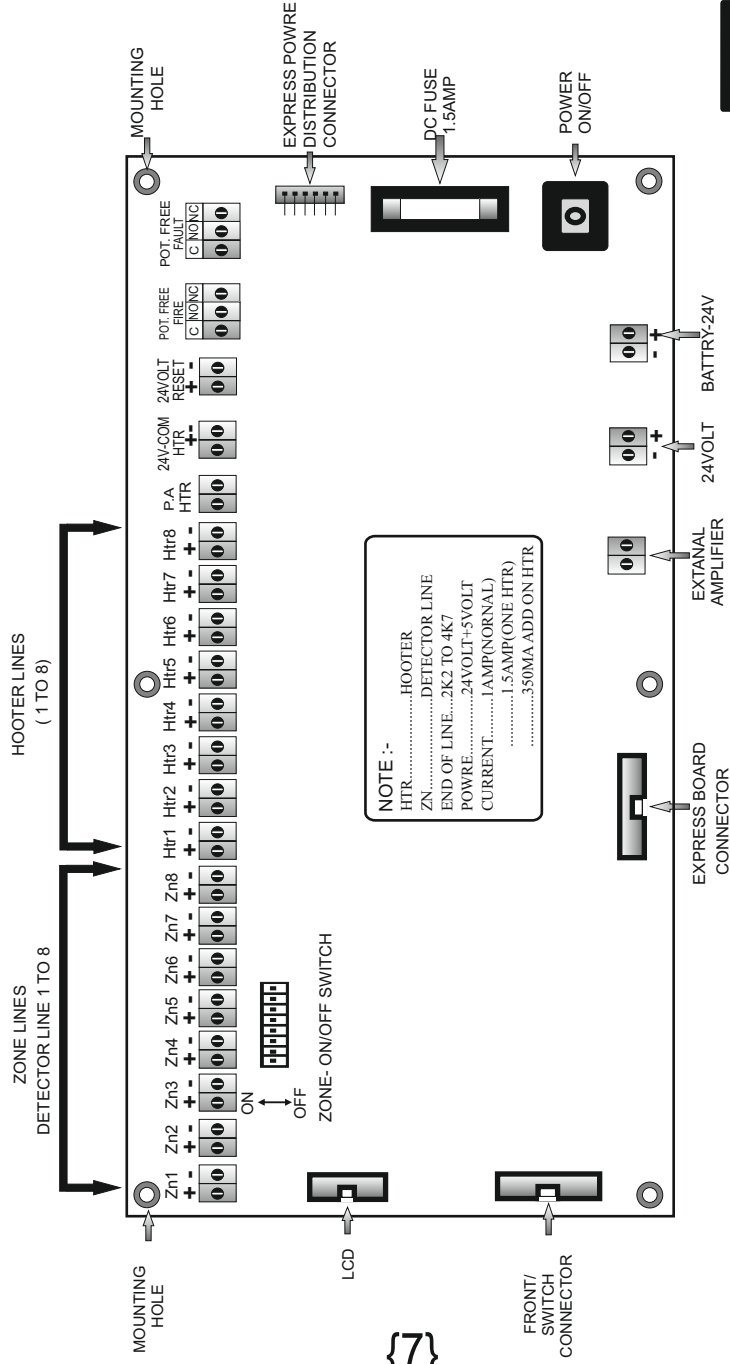 ZONE LINES
DETECTOR LINE 1 TO 8
HOOTER LINES
( 1 TO 8)
MOUNTING
HOLE
MOUNTING
HOLE
Zn1 Zn2 Zn3 Zn4 Zn5 Zn6 Zn7 Zn8 Htr1 Htr2 Htr3 Htr4 Htr5 Htr6 Htr7 Htr8
+ - + - + - + - + - + - + - + - + - + - + - + - + - + - + - + -
P.A
HTR
24V-COM
HTR
+ -
24VOLT
RESET
+ -
POT. FREE
FIRE
C NO NC
POT. FREE
FAULT
C NO NC
ON
OFF
ZONE- ON/OFF SWITCH
EXPRESS POWRE
DISTRIBUTION
CONNECTOR
DC FUSE
1.5AMP
POWER
ON/OFF
NOTE :-
HTR..................HOOTER
ZN.....................DETECTOR LINE
END OF LINE...2K2 TO 4K7
POWRE............24VOLT+5VOLT
CURRENT........1AMP(NORNAL)
......................1.5AMP(ONE HTR)
......................350MA ADD ON HTR
LCD
FRONT/
SWITCH
CONNECTOR
EXPRESS BOARD
CONNECTOR
EXTANAL
AMPLIFIER
- +
24VOLT
- +
BATTRY-24V
{7}